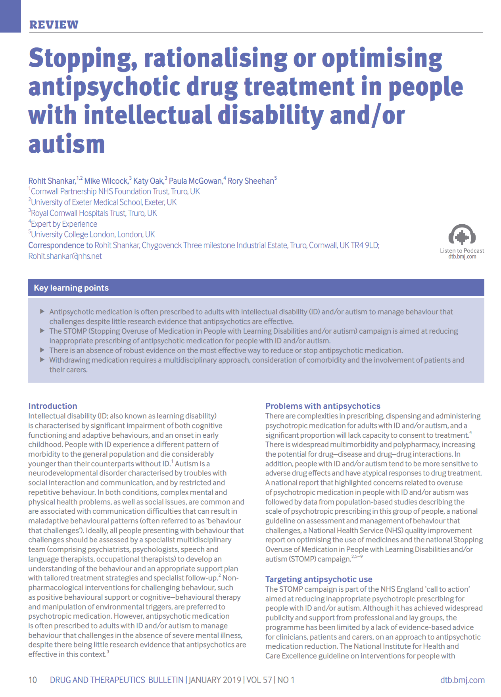 REVIEW
Stopping, rationalising or optimising
antipsychotic drug treatment in people
with intellectual disability and/or
autism
Rohit Shankar,1,2 Mike Wilcock,3 Katy Oak,3 Paula McGowan,4 Rory Sheehan5
1Cornwall Partnership NHS Foundation Trust, Truro, UK
2University of Exeter Medical School, Exeter, UK
3Royal Cornwall Hospitals Trust, Truro, UK
4Expert by Experience
5University College London, London, UK
Correspondence to Rohit Shankar, Chygovenck Three milestone Industrial Estate, Truro, Cornwall, UK TR4 9LD;
Rohit.shankar@nhs.net
Listen to Podcast
dtb.bmj.com
Key learning points
▶ Antipsychotic medication is often prescribed to adults with intellectual disability (ID) and/or autism to manage behaviour that
challenges despite little research evidence that antipsychotics are effective.
▶ The STOMP (Stopping Overuse of Medication in People with Learning Disabilities and/or autism) campaign is aimed at reducing
inappropriate prescribing of antipsychotic medication for people with ID and/or autism.
▶ There is an absence of robust evidence on the most effective way to reduce or stop antipsychotic medication.
▶ Withdrawing medication requires a multidisciplinary approach, consideration of comorbidity and the involvement of patients and
their carers.
Introduction
Intellectual disability (ID; also known as learning disability)
is characterised by significant impairment of both cognitive
functioning and adaptive behaviours, and an onset in early
childhood. People with ID experience a different pattern of
morbidity to the general population and die considerably
younger than their counterparts without ID.1 Autism is a
neurodevelopmental disorder characterised by troubles with
social interaction and communication, and by restricted and
repetitive behaviour. In both conditions, complex mental and
physical health problems, as well as social issues, are common and
are associated with communication difficulties that can result in
maladaptive behavioural patterns (often referred to as 'behaviour
that challenges'). Ideally, all people presenting with behaviour that
challenges should be assessed by a specialist multidisciplinary
team (comprising psychiatrists, psychologists, speech and
language therapists, occupational therapists) to develop an
understanding of the behaviour and an appropriate support plan
with tailored treatment strategies and specialist follow-up.2 Non-
pharmacological interventions for challenging behaviour, such
as positive behavioural support or cognitive–behavioural therapy
and manipulation of environmental triggers, are preferred to
psychotropic medication. However, antipsychotic medication
is often prescribed to adults with ID and/or autism to manage
behaviour that challenges in the absence of severe mental illness,
despite there being little research evidence that antipsychotics are
effective in this context.3
Problems with antipsychotics
There are complexities in prescribing, dispensing and administering
psychotropic medication for adults with ID and/or autism, and a
significant proportion will lack capacity to consent to treatment.4
There is widespread multimorbidity and polypharmacy, increasing
the potential for drug–disease and drug–drug interactions. In
addition, people with ID and/or autism tend to be more sensitive to
adverse drug effects and have atypical responses to drug treatment.
A national report that highlighted concerns related to overuse
of psychotropic medication in people with ID and/or autism was
followed by data from population-based studies describing the
scale of psychotropic prescribing in this group of people, a national
guideline on assessment and management of behaviour that
challenges, a National Health Service (NHS) quality improvement
report on optimising the use of medicines and the national Stopping
Overuse of Medication in People with Learning Disabilities and/or
autism (STOMP) campaign.2,5–9
Targeting antipsychotic use
The STOMP campaign is part of the NHS England 'call to action'
aimed at reducing inappropriate psychotropic prescribing for
people with ID and/or autism. Although it has achieved widespread
publicity and support from professional and lay groups, the
programme has been limited by a lack of evidence-based advice
for clinicians, patients and carers, on an approach to antipsychotic
medication reduction. The National Institute for Health and
Care Excellence guideline on Interventions for people with
10 DRUG AND THERAPEUTICS BULLETIN | JANUARY 2019 | VOL 57 | NO 1
dtb.bmj.com